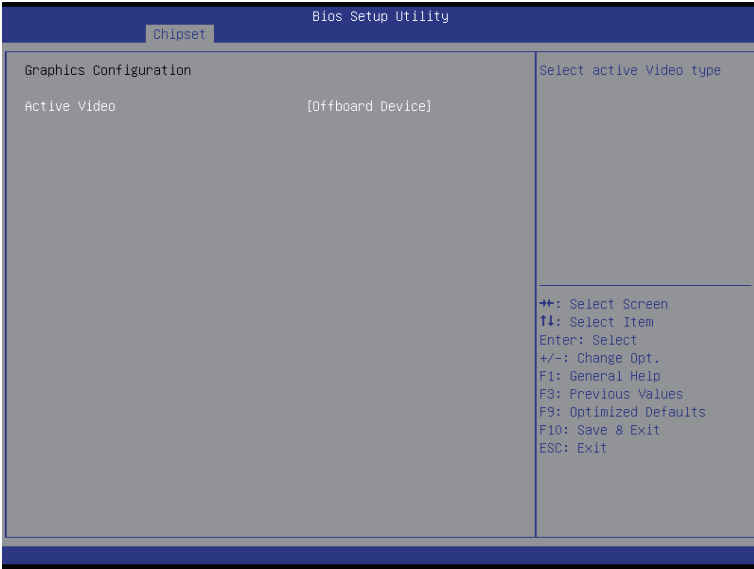 Bios Setup Utility
Chipset
Graphics Configuration
Active Video [Offboard Device]
Select active Video type
→←: Select Screen
↑↓: Select Item
Enter: Select
+/-: Change Opt.
F1: General Help
F3: Previous Values
F9: Optimized Defaults
F10: Save & Exit
ESC: Exit